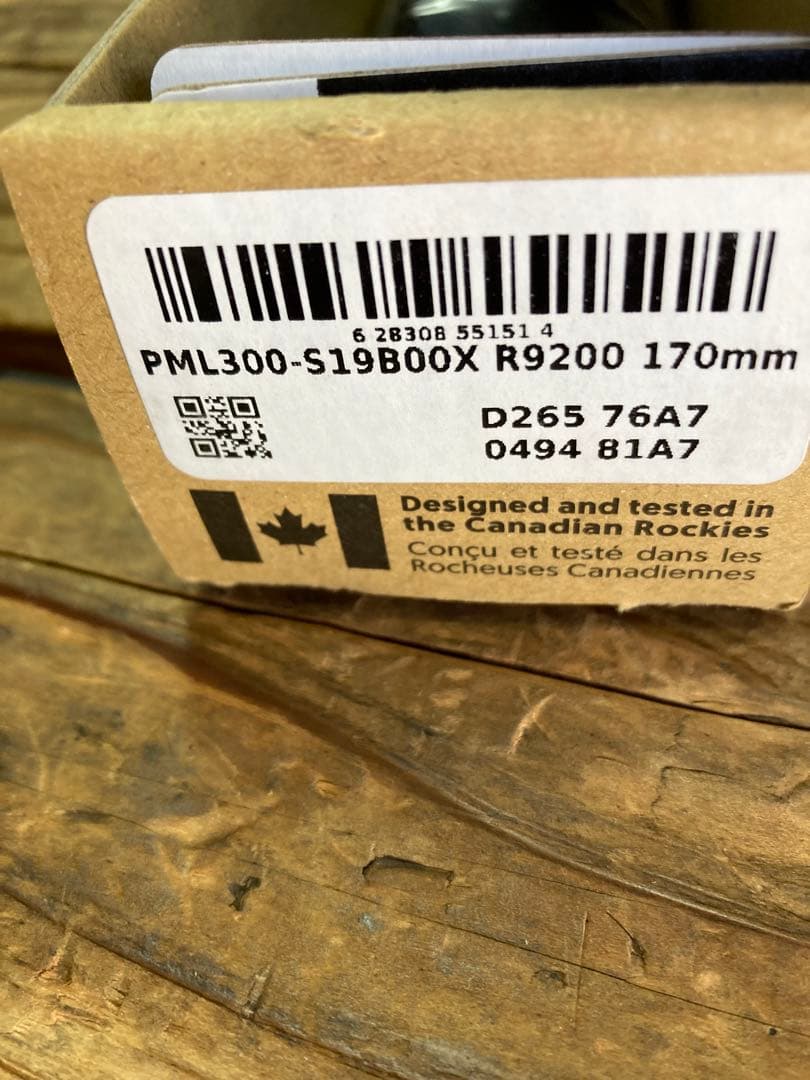 6 28308 55151 4
PML300-S19B00X R9200 170mm
D265 76A7
0494 81A7
Designed and tested in
the Canadian Rockies
Conçu et testé dans les
Rocheuses Canadiennes